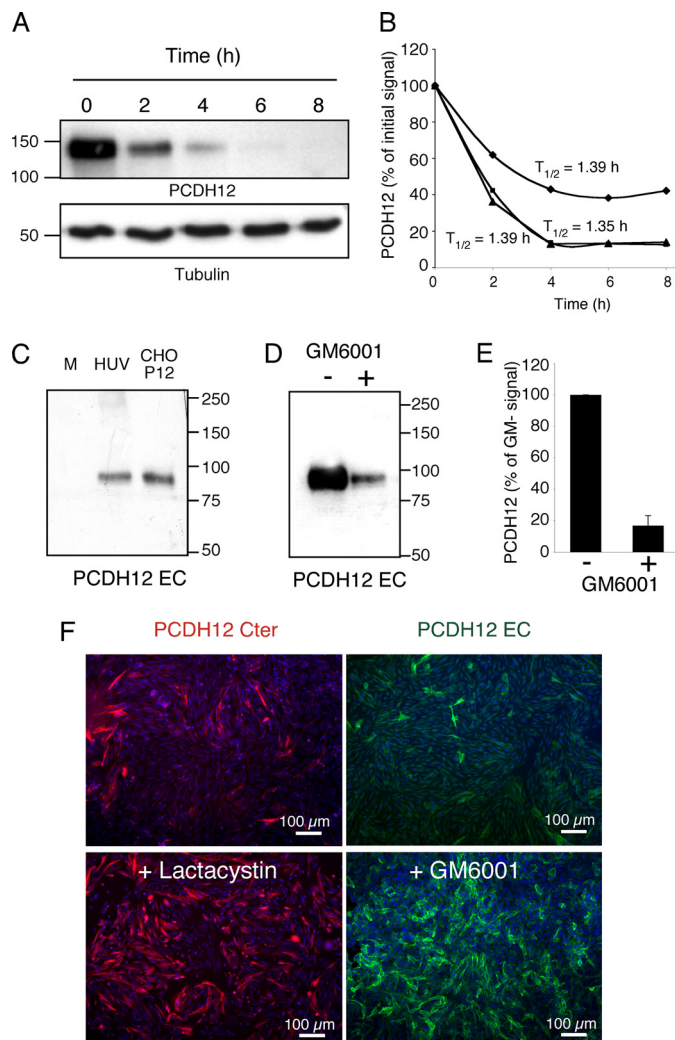 A
Time (h)
0 2 4 6 8
150
100
PCDH12
50
Tubulin
B
PCDH12 (% of initial signal)
120
100
80
60
40
20
0
T1/2 = 1.39 h
T1/2 = 1.39 h
T1/2 = 1.35 h
0 2 4 6 8
Time (h)
C
M HUV CHO P12
250
150
100
75
50
PCDH12 EC
D
GM6001
- +
250
150
100
75
50
PCDH12 EC
E
PCDH12 (% of GM- signal)
120
100
80
60
40
20
0
- +
GM6001
F
PCDH12 Cter
PCDH12 EC
100 µm
100 µm
+ Lactacystin
+ GM6001
100 µm
100 µm